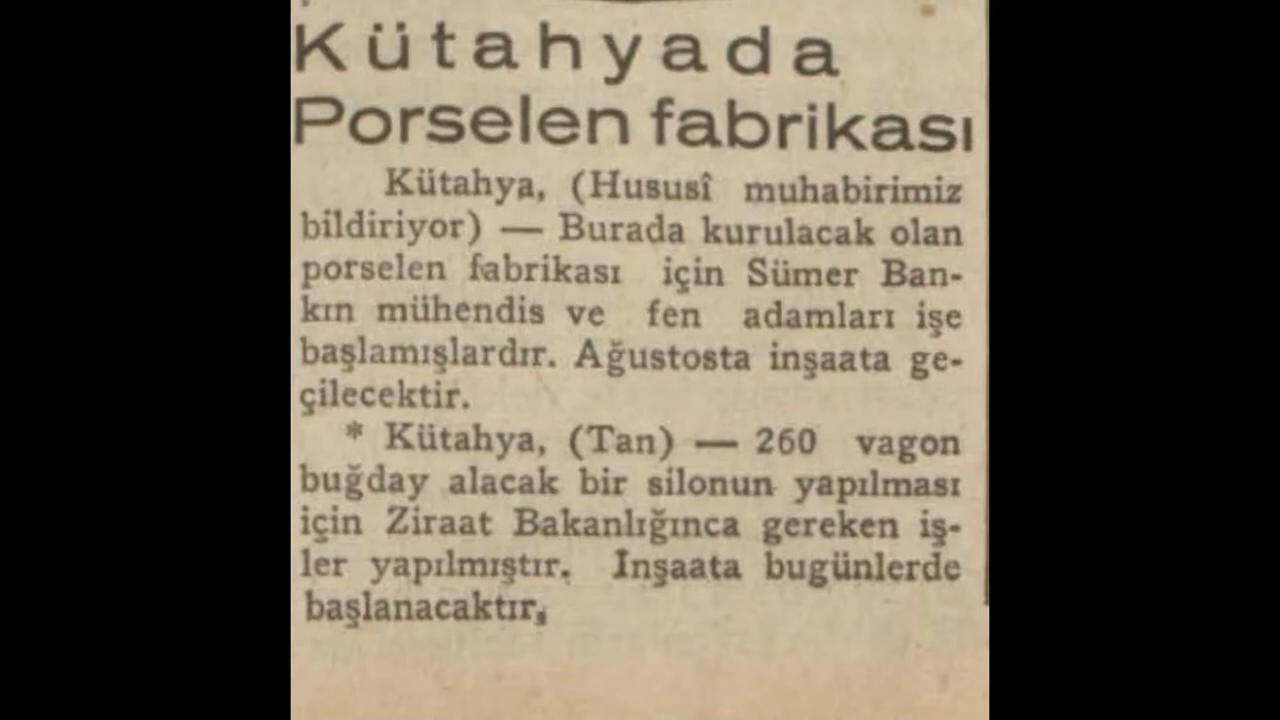 Kütahyada
Porselen fabrikası
Kütahya, (Hususî muhabirimiz
bildiriyor) — Burada kurulacak olan
porselen fabrikası için Sümer Ban-
kın mühendis ve fen adamları işe
başlamışlardır. Ağustosta inşaata ge-
çilecektir.
* Kütahya, (Tan) — 260 vagon
buğday alacak bir silonun yapılması
için Ziraat Bakanlığınca gereken iş-
ler yapılmıştır. İnşaata bugünlerde
başlanacaktır,